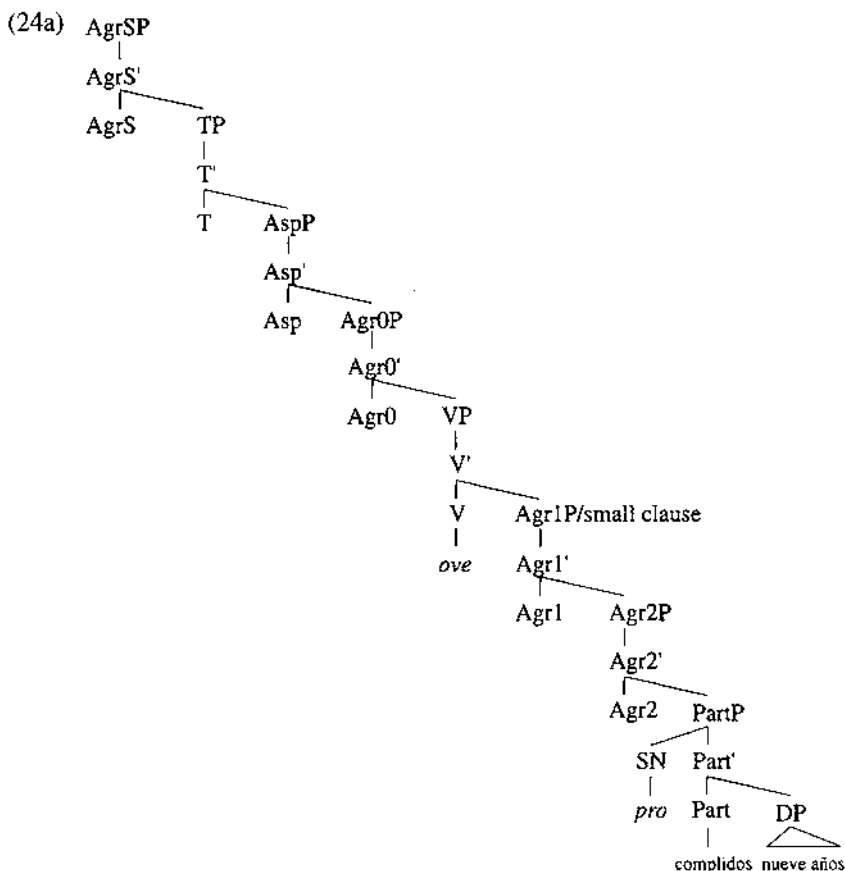 (24a) AgrSP
AgrS'
AgrS TP
T'
T AspP
Asp'
Asp Agr0P
Agr0'
Agr0 VP
V'
V Agr1P/small clause
ove Agr1'
Agr1 Agr2P
Agr2'
Agr2 PartP
SN Part'
pro Part DP
complidos nueve años